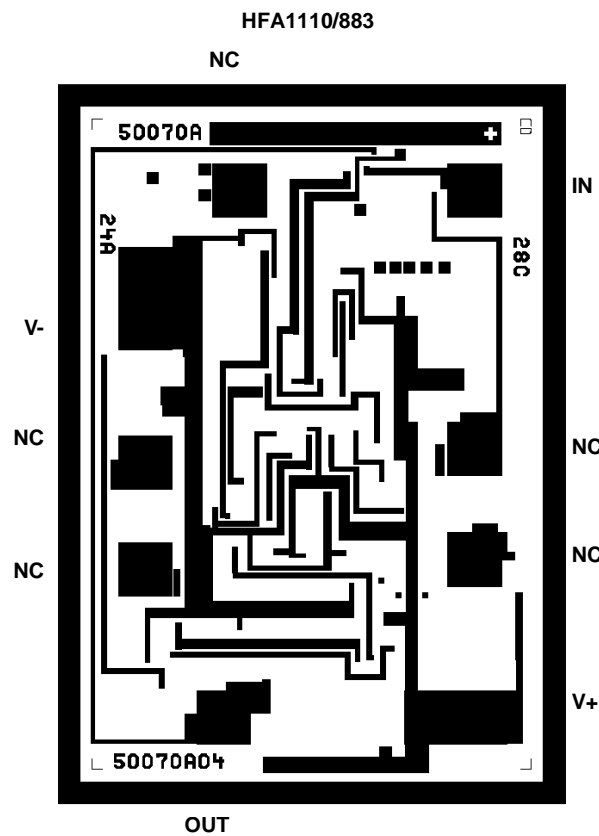 HFA1110/883
NC
50070A
IN
24A
28C
V-
NC
NC
NC
NC
V+
50070A04
OUT